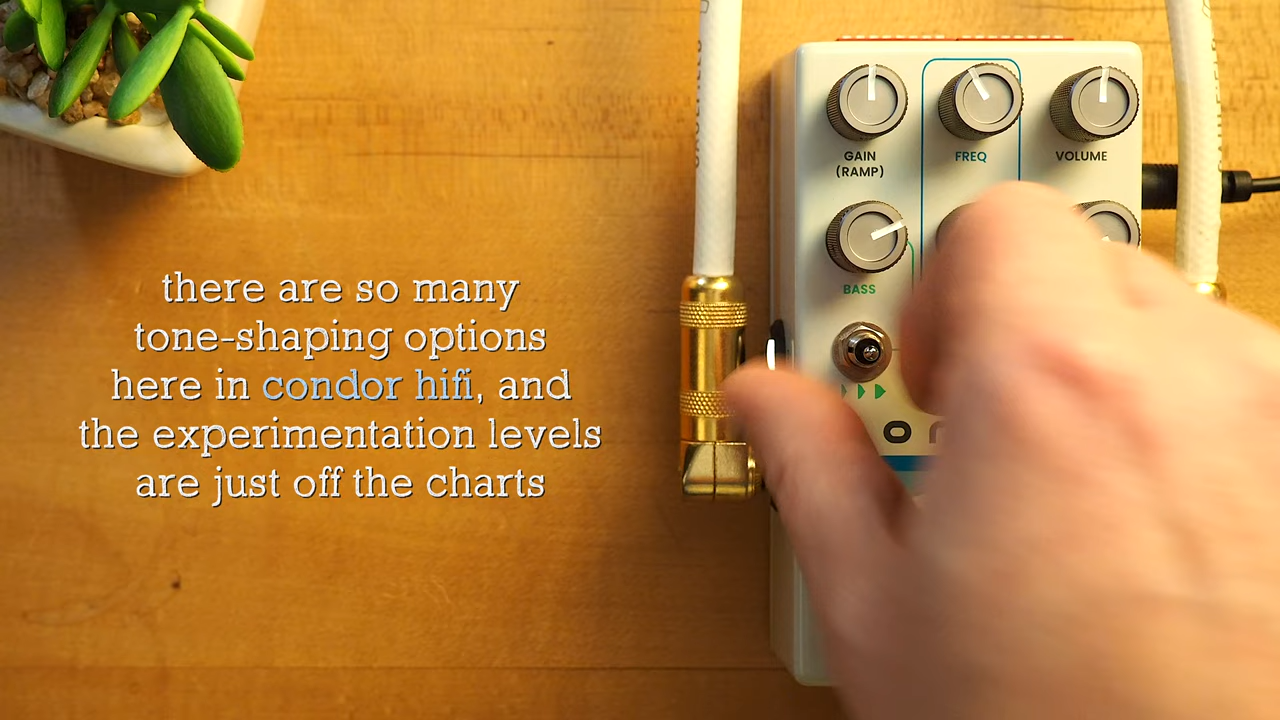 there are so many
tone-shaping options
here in condor hifi, and
the experimentation levels
are just off the charts
GAIN
(RAMP)
FREQ
VOLUME
BASS